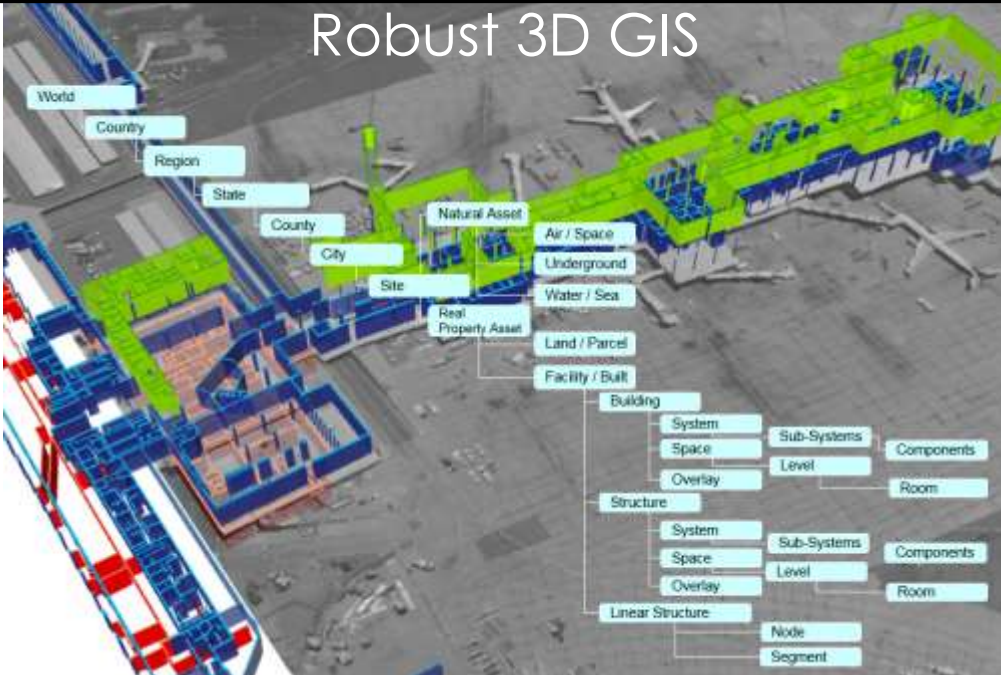 Robust 3D GIS
World
Country
Region
State
County
City
Site
Natural Asset
Air / Space
Underground
Water / Sea
Real
Property Asset
Land / Parcel
Facility / Built
Building
System
Sub-Systems
Components
Space
Level
Room
Overlay
Structure
System
Sub-Systems
Components
Space
Level
Room
Overlay
Linear Structure
Node
Segment